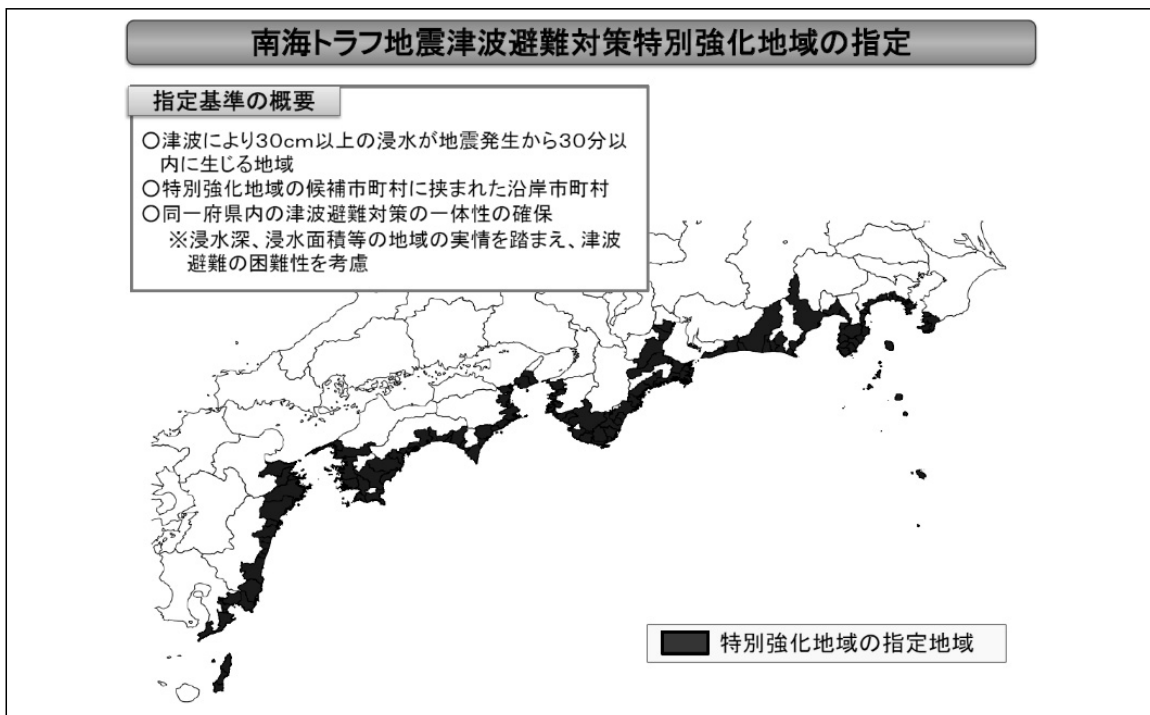 南海トラフ地震津波避難対策特別強化地域の指定
指定基準の概要
○津波により30cm以上の浸水が地震発生から30分以
内に生じる地域
○特別強化地域の候補市町村に挟まれた沿岸市町村
○同一府県内の津波避難対策の一体性の確保
※浸水深、浸水面積等の地域の実情を踏まえ、津波
避難の困難性を考慮
特別強化地域の指定地域